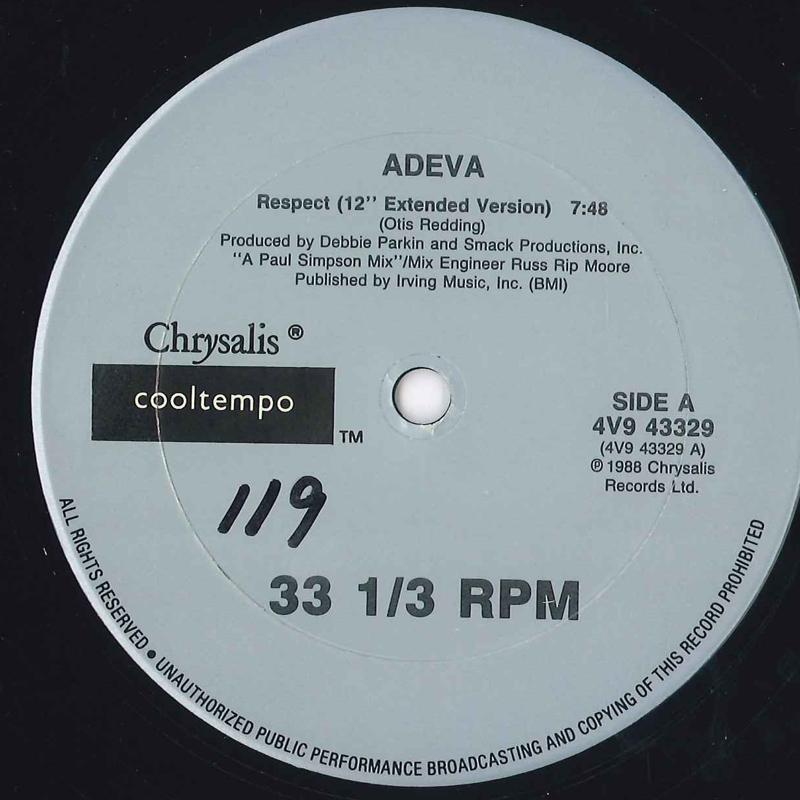 ADEVA
Respect (12'' Extended Version) 7:48
(Otis Redding)
Produced by Debbie Parkin and Smack Productions, Inc.
"A Paul Simpson Mix"/Mix Engineer Russ Rip Moore
Published by Irving Music, Inc. (BMI)
Chrysalis ®
cooltempo
TM
SIDE A
4V9 43329
(4V9 43329 A)
℗ 1988 Chrysalis
Records Ltd.
119
33 1/3 RPM
ALL RIGHTS RESERVED • UNAUTHORIZED PUBLIC PERFORMANCE BROADCASTING AND COPYING OF THIS RECORD PROHIBITED